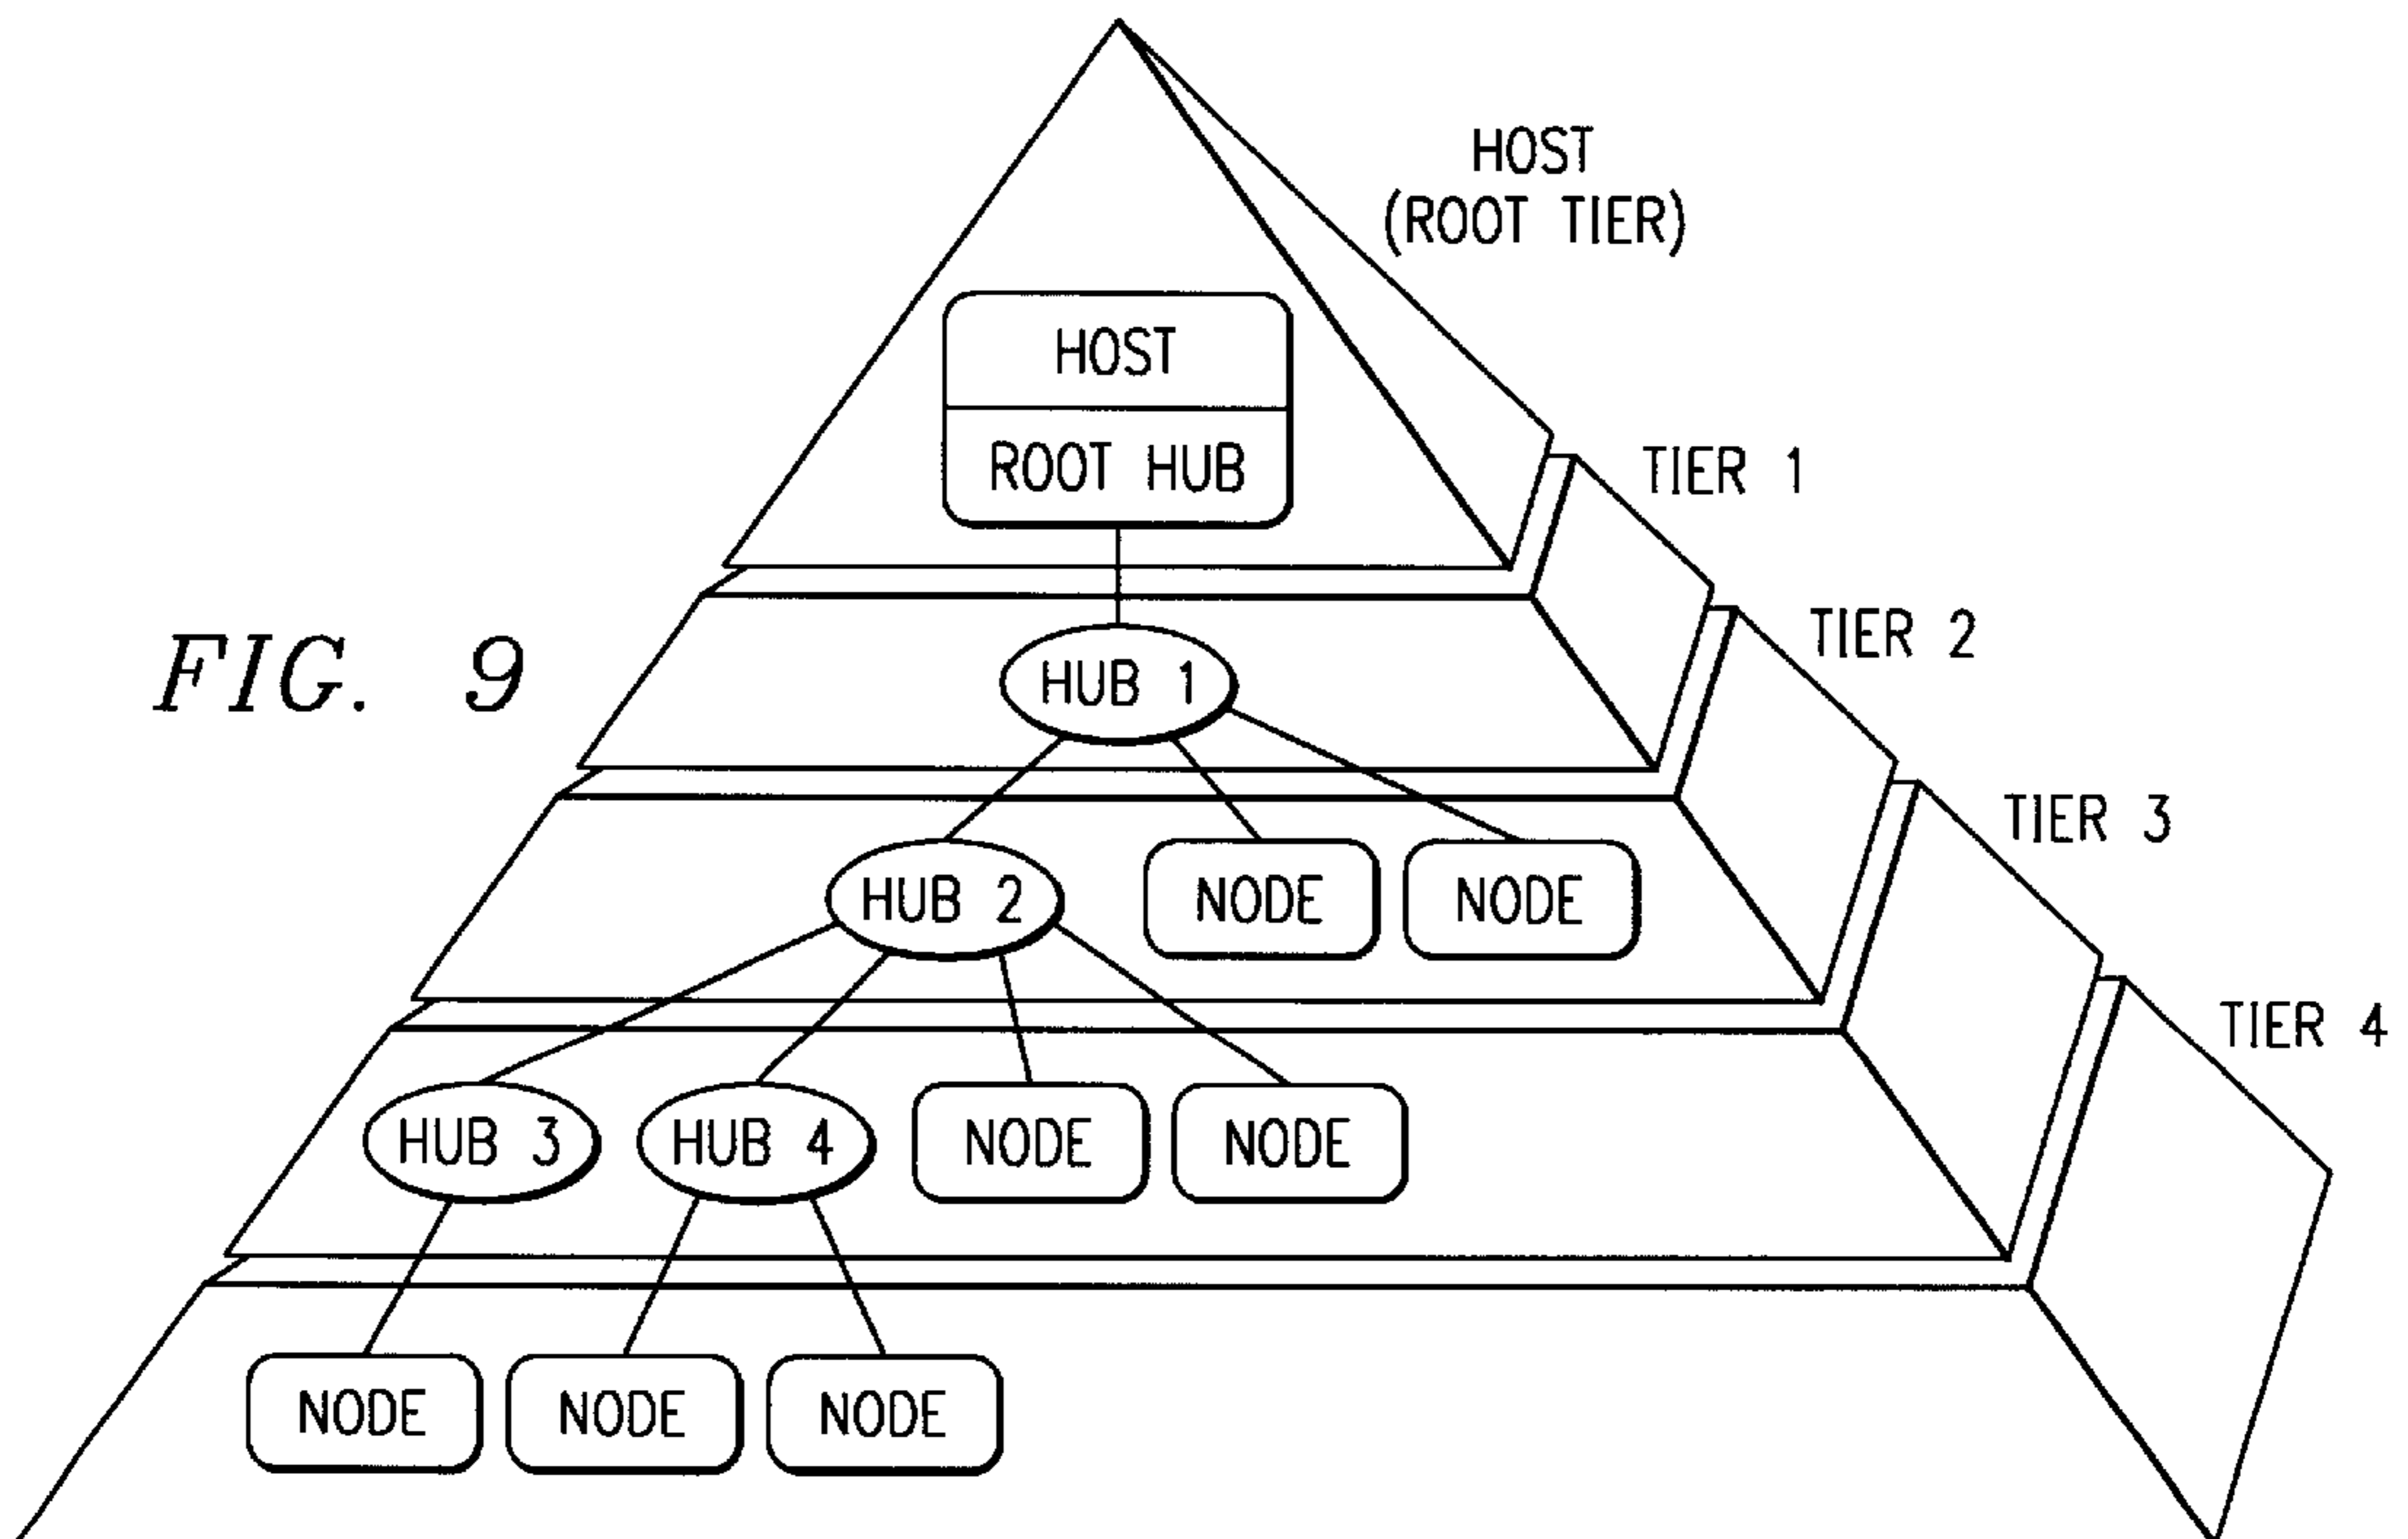 HOST
(ROOT TIER)
HOST
ROOT HUB
TIER 1
FIG. 9
HUB 1
TIER 2
HUB 2
NODE
NODE
TIER 3
HUB 3
HUB 4
NODE
NODE
TIER 4
NODE
NODE
NODE